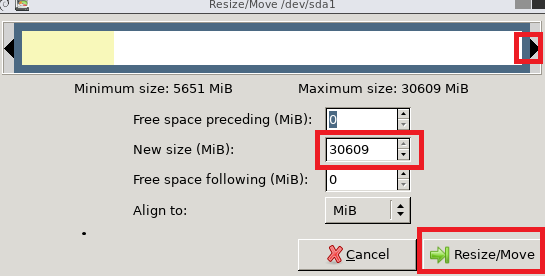 Resize/Move /dev/sda1
Minimum size: 5651 MiB Maximum size: 30609 MiB
Free space preceding (MiB): 0
New size (MiB): 30609
Free space following (MiB): 0
Align to: MiB
Cancel Resize/Move